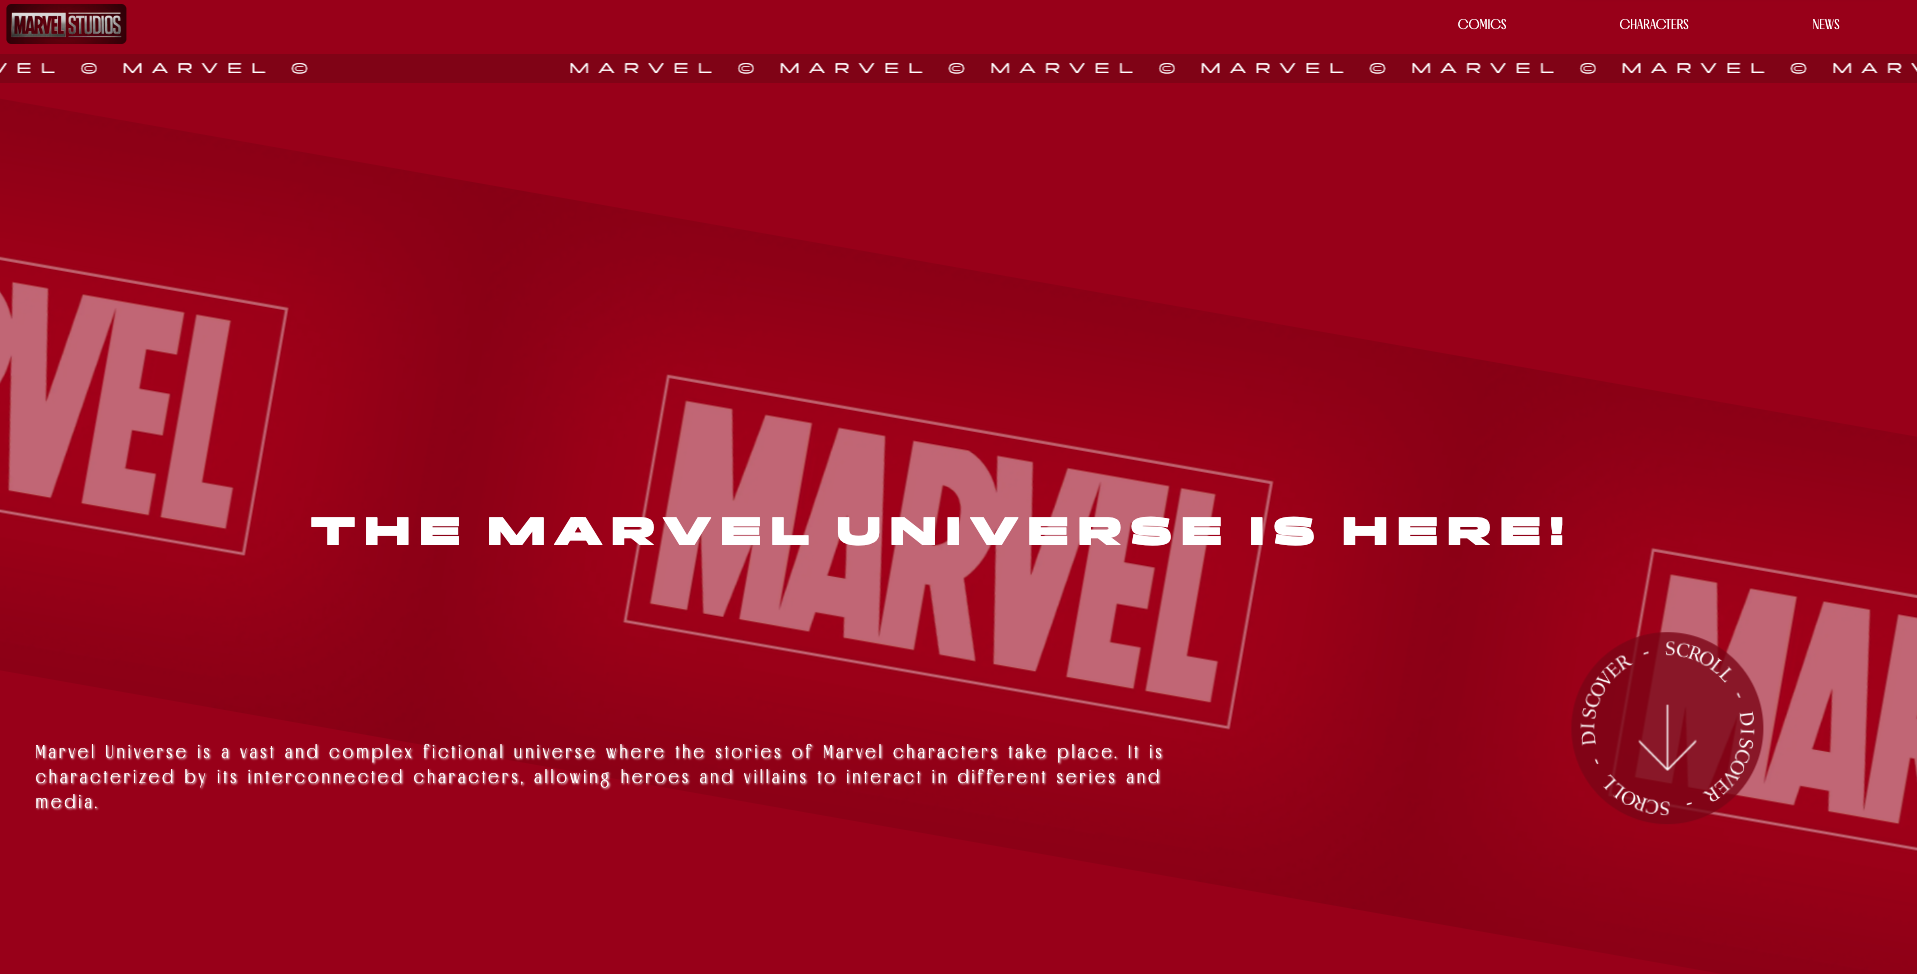 MARVEL STUDIOS
COMICS CHARACTERS NEWS
VEL © MARVEL © MARVEL © MARVEL © MARVEL © MARVEL © MARVEL © MARVEL © MARV
RVEL
MARVEL
THE MARVEL UNIVERSE IS HERE!
MA
SCROLL - DISCOVER - SCROLL - DISCOVER -
Marvel Universe is a vast and complex fictional universe where the stories of Marvel characters take place. It is
characterized by its interconnected characters, allowing heroes and villains to interact in different series and
media.